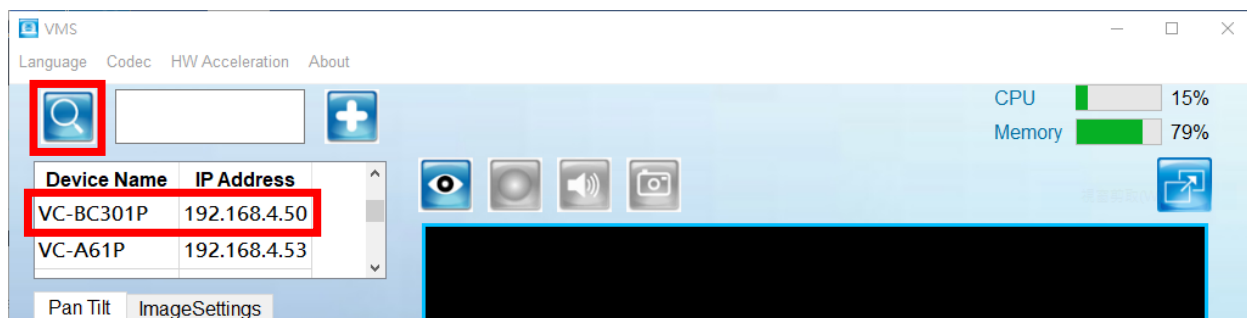 VMS
Language Codec HW Acceleration About
CPU 15%
Memory 79%
Device Name IP Address
VC-BC301P 192.168.4.50
VC-A61P 192.168.4.53
Pan Tilt ImageSettings